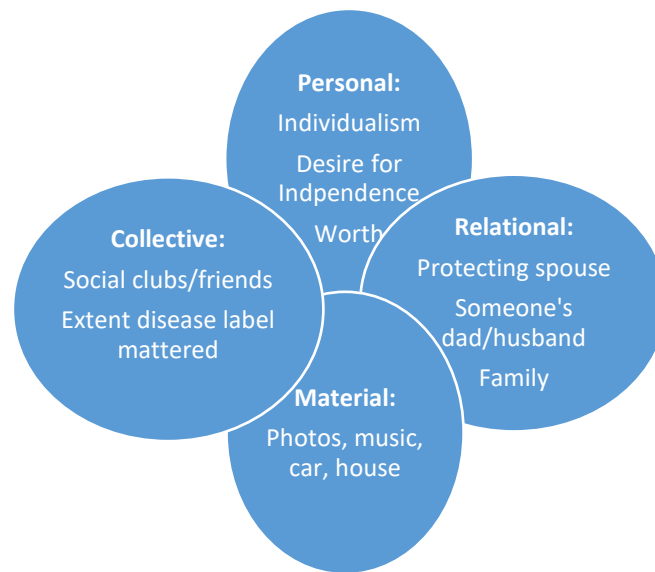 Personal:
Individualism
Desire for
Indpendence
Worth
Collective:
Social clubs/friends
Extent disease label
mattered
Relational:
Protecting spouse
Someone's
dad/husband
Family
Material:
Photos, music,
car, house